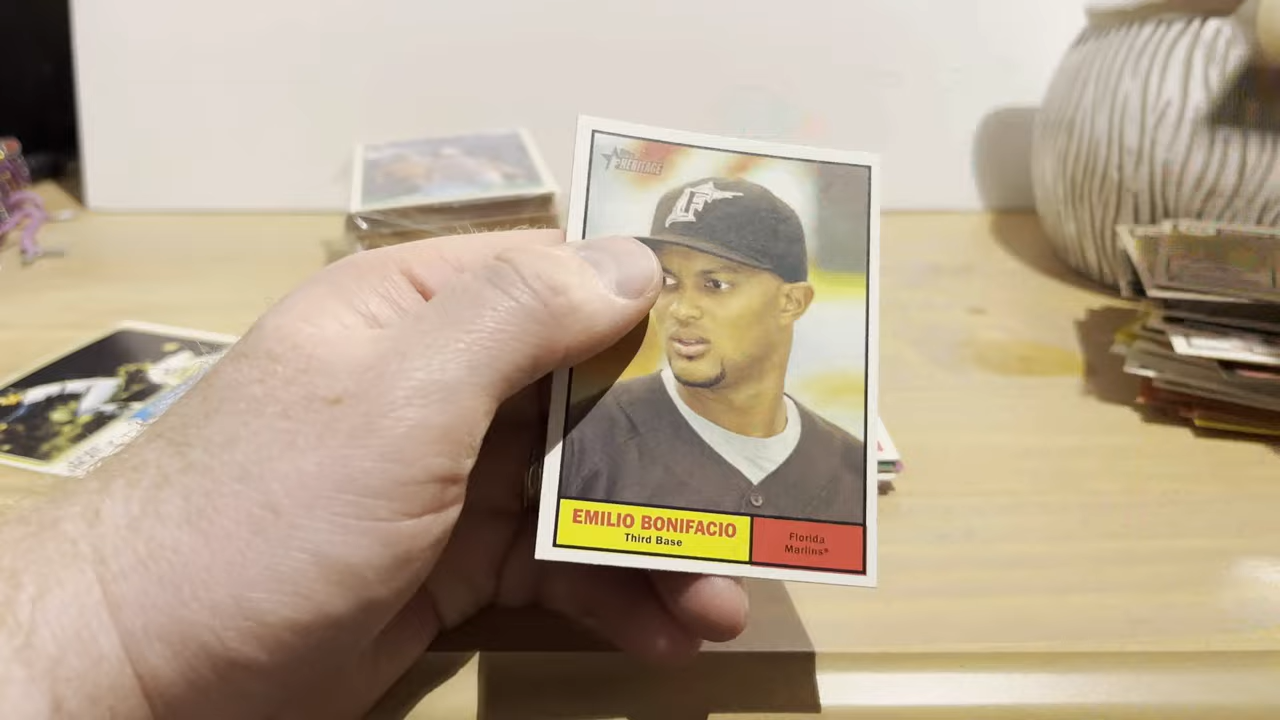 HERITAGE
EMILIO BONIFACIO
Third Base
Florida
Marlins®